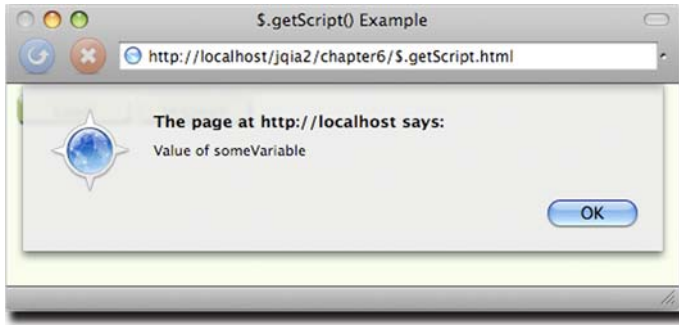 $.getScript() Example
http://localhost/jqia2/chapter6/$.getScript.html
The page at http://localhost says:
Value of someVariable
OK